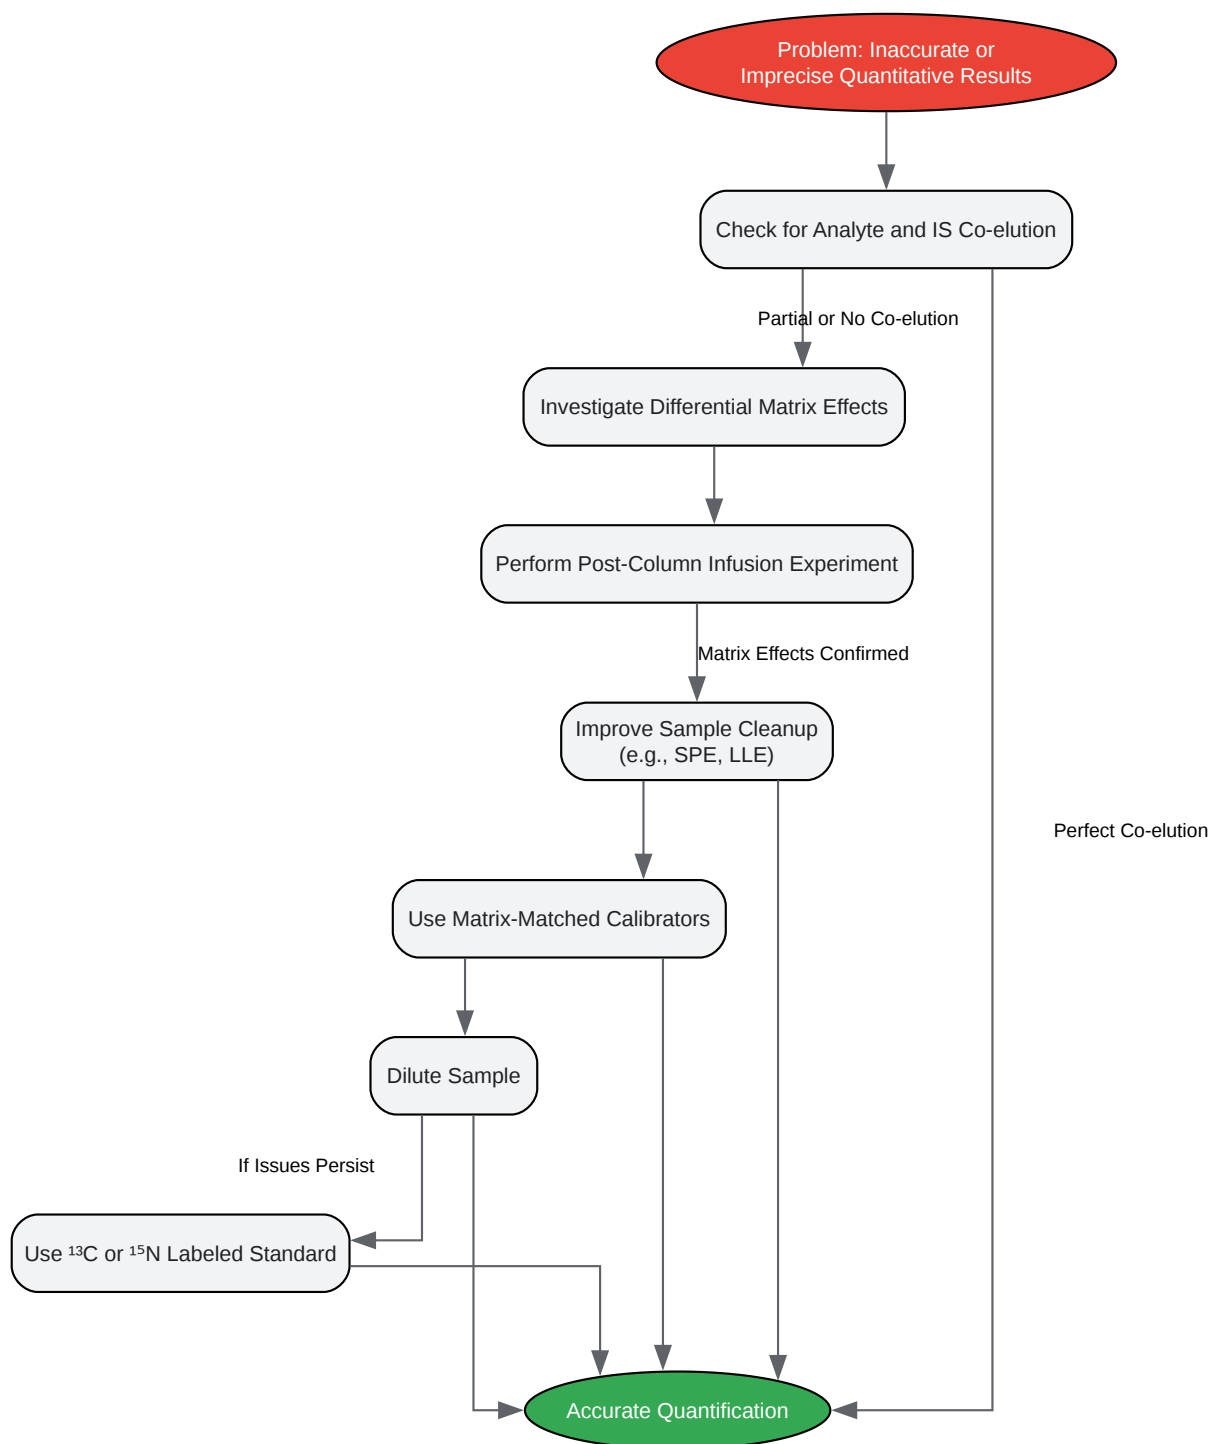 Problem: Inaccurate or
Imprecise Quantitative Results
Check for Analyte and IS Co-elution
Partial or No Co-elution
Investigate Differential Matrix Effects
Perform Post-Column Infusion Experiment
Matrix Effects Confirmed
Improve Sample Cleanup
(e.g., SPE, LLE)
Perfect Co-elution
Use Matrix-Matched Calibrators
Dilute Sample
If Issues Persist
Use ¹³C or ¹⁵N Labeled Standard
Accurate Quantification